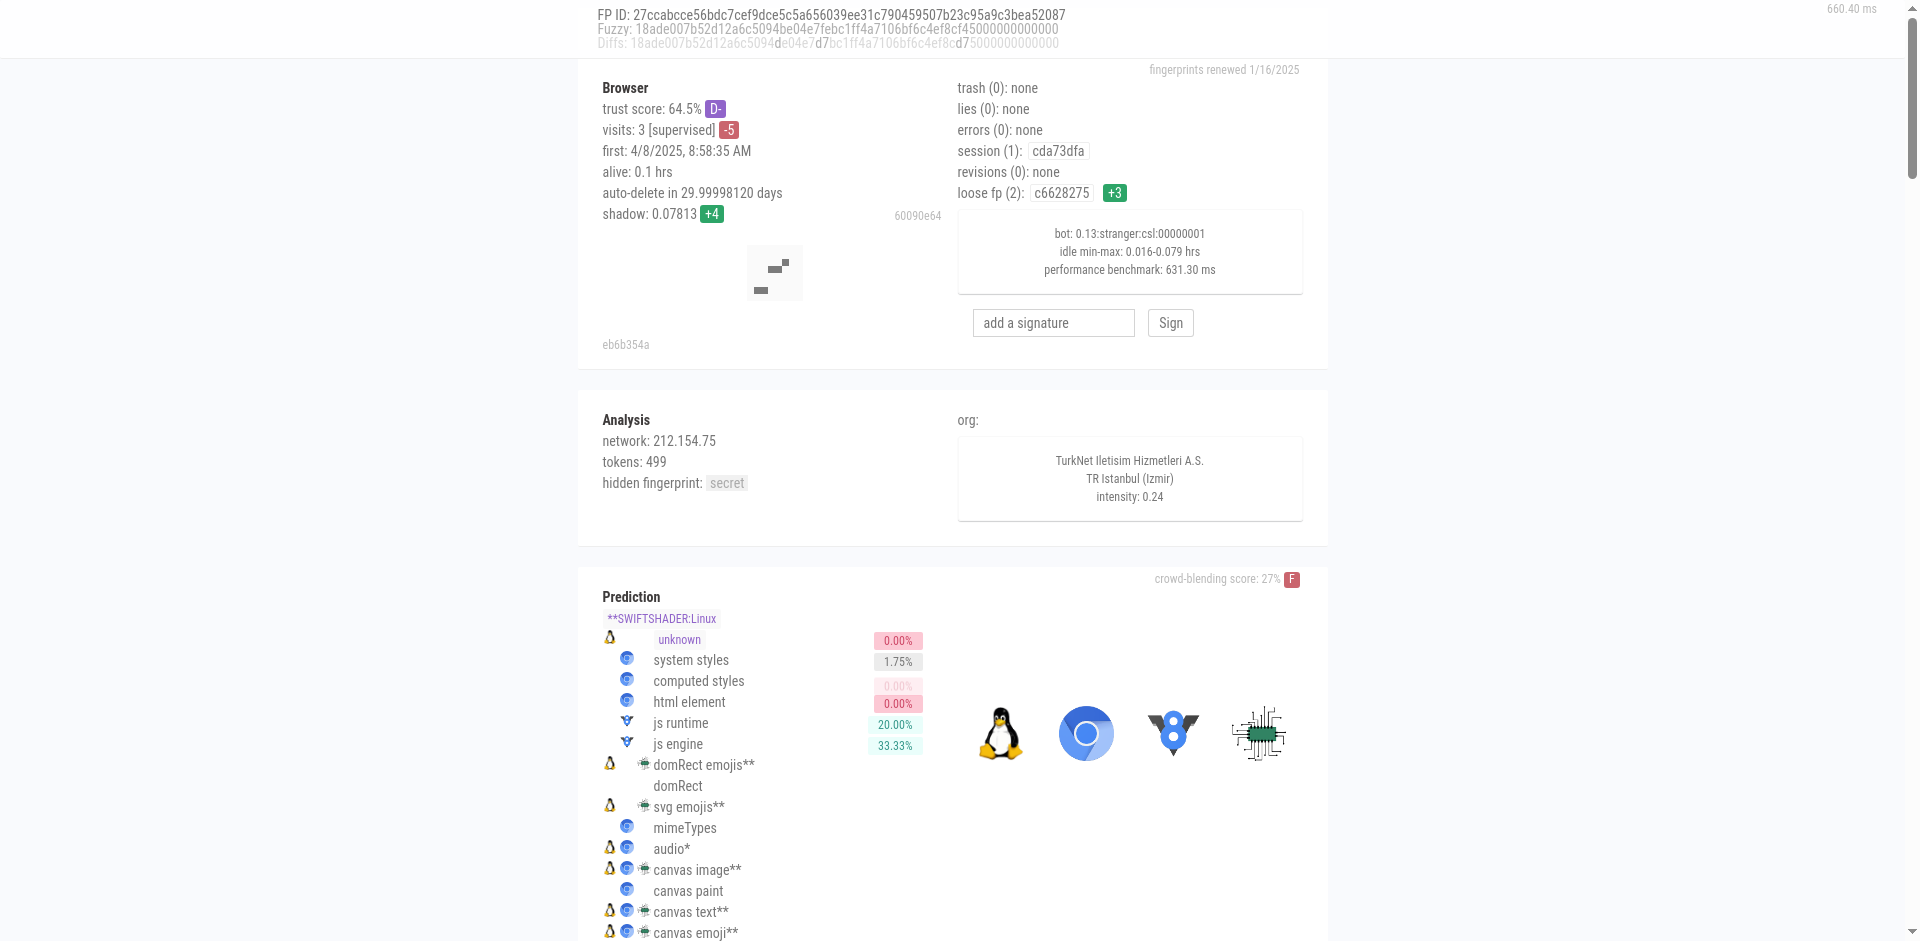 660.40 ms
FP ID: 27ccabcce56bdc7cef9dce5c5a656039ee31c790459507b23c95a9c3bea52087
Fuzzy: 18ade007b52d12a6c5094be04e7febc1ff4a7106bf6c4ef8cf45000000000000
Diffs: 18ade007b52d12a6c5094dde04e7d7bc1ff4a7106bf6c4ef8cd75000000000000
fingerprints renewed 1/16/2025
Browser
trust score: 64.5% D-
visits: 3 [supervised] -5
first: 4/8/2025, 8:58:35 AM
alive: 0.1 hrs
auto-delete in 29.99998120 days
shadow: 0.07813 +4
60090e64
eb6b354a
trash (0): none
lies (0): none
errors (0): none
session (1): cda73dfa
revisions (0): none
loose fp (2): c6628275 +3
bot: 0.13:stranger:csl:00000001
idle min-max: 0.016-0.079 hrs
performance benchmark: 631.30 ms
add a signature Sign
Analysis
network: 212.154.75
tokens: 499
hidden fingerprint: secret
org:
TurkNet Iletisim Hizmetleri A.S.
TR Istanbul (Izmir)
intensity: 0.24
crowd-blending score: 27% F
Prediction
**SWIFTSHADER:Linux
unknown 0.00%
system styles 1.75%
computed styles 0.00%
html element 0.00%
js runtime 20.00%
js engine 33.33%
domRect emojis**
domRect
svg emojis**
mimeTypes
audio*
canvas image**
canvas paint
canvas text**
canvas emoji**